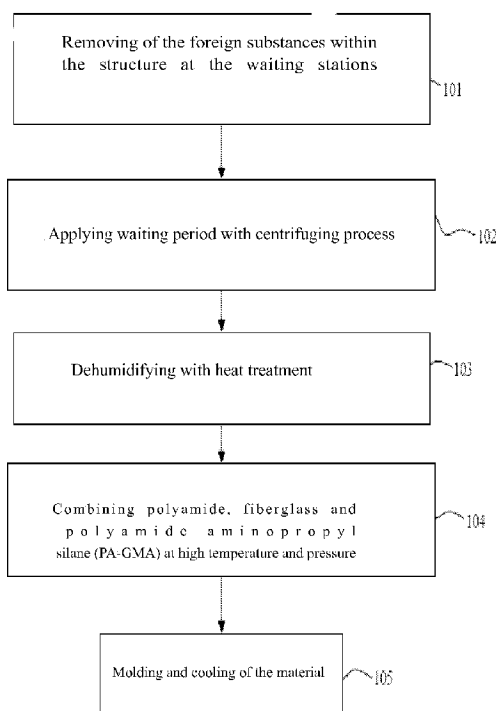 Removing of the foreign substances within
the structure at the waiting stations
101
Applying waiting period with centrifuging process
102
Dehumidifying with heat treatment
103
Combining polyamide, fiberglass and
polyamide aminopropyl
silane (PA-GMA) at high temperature and pressure
104
Molding and cooling of the material
105